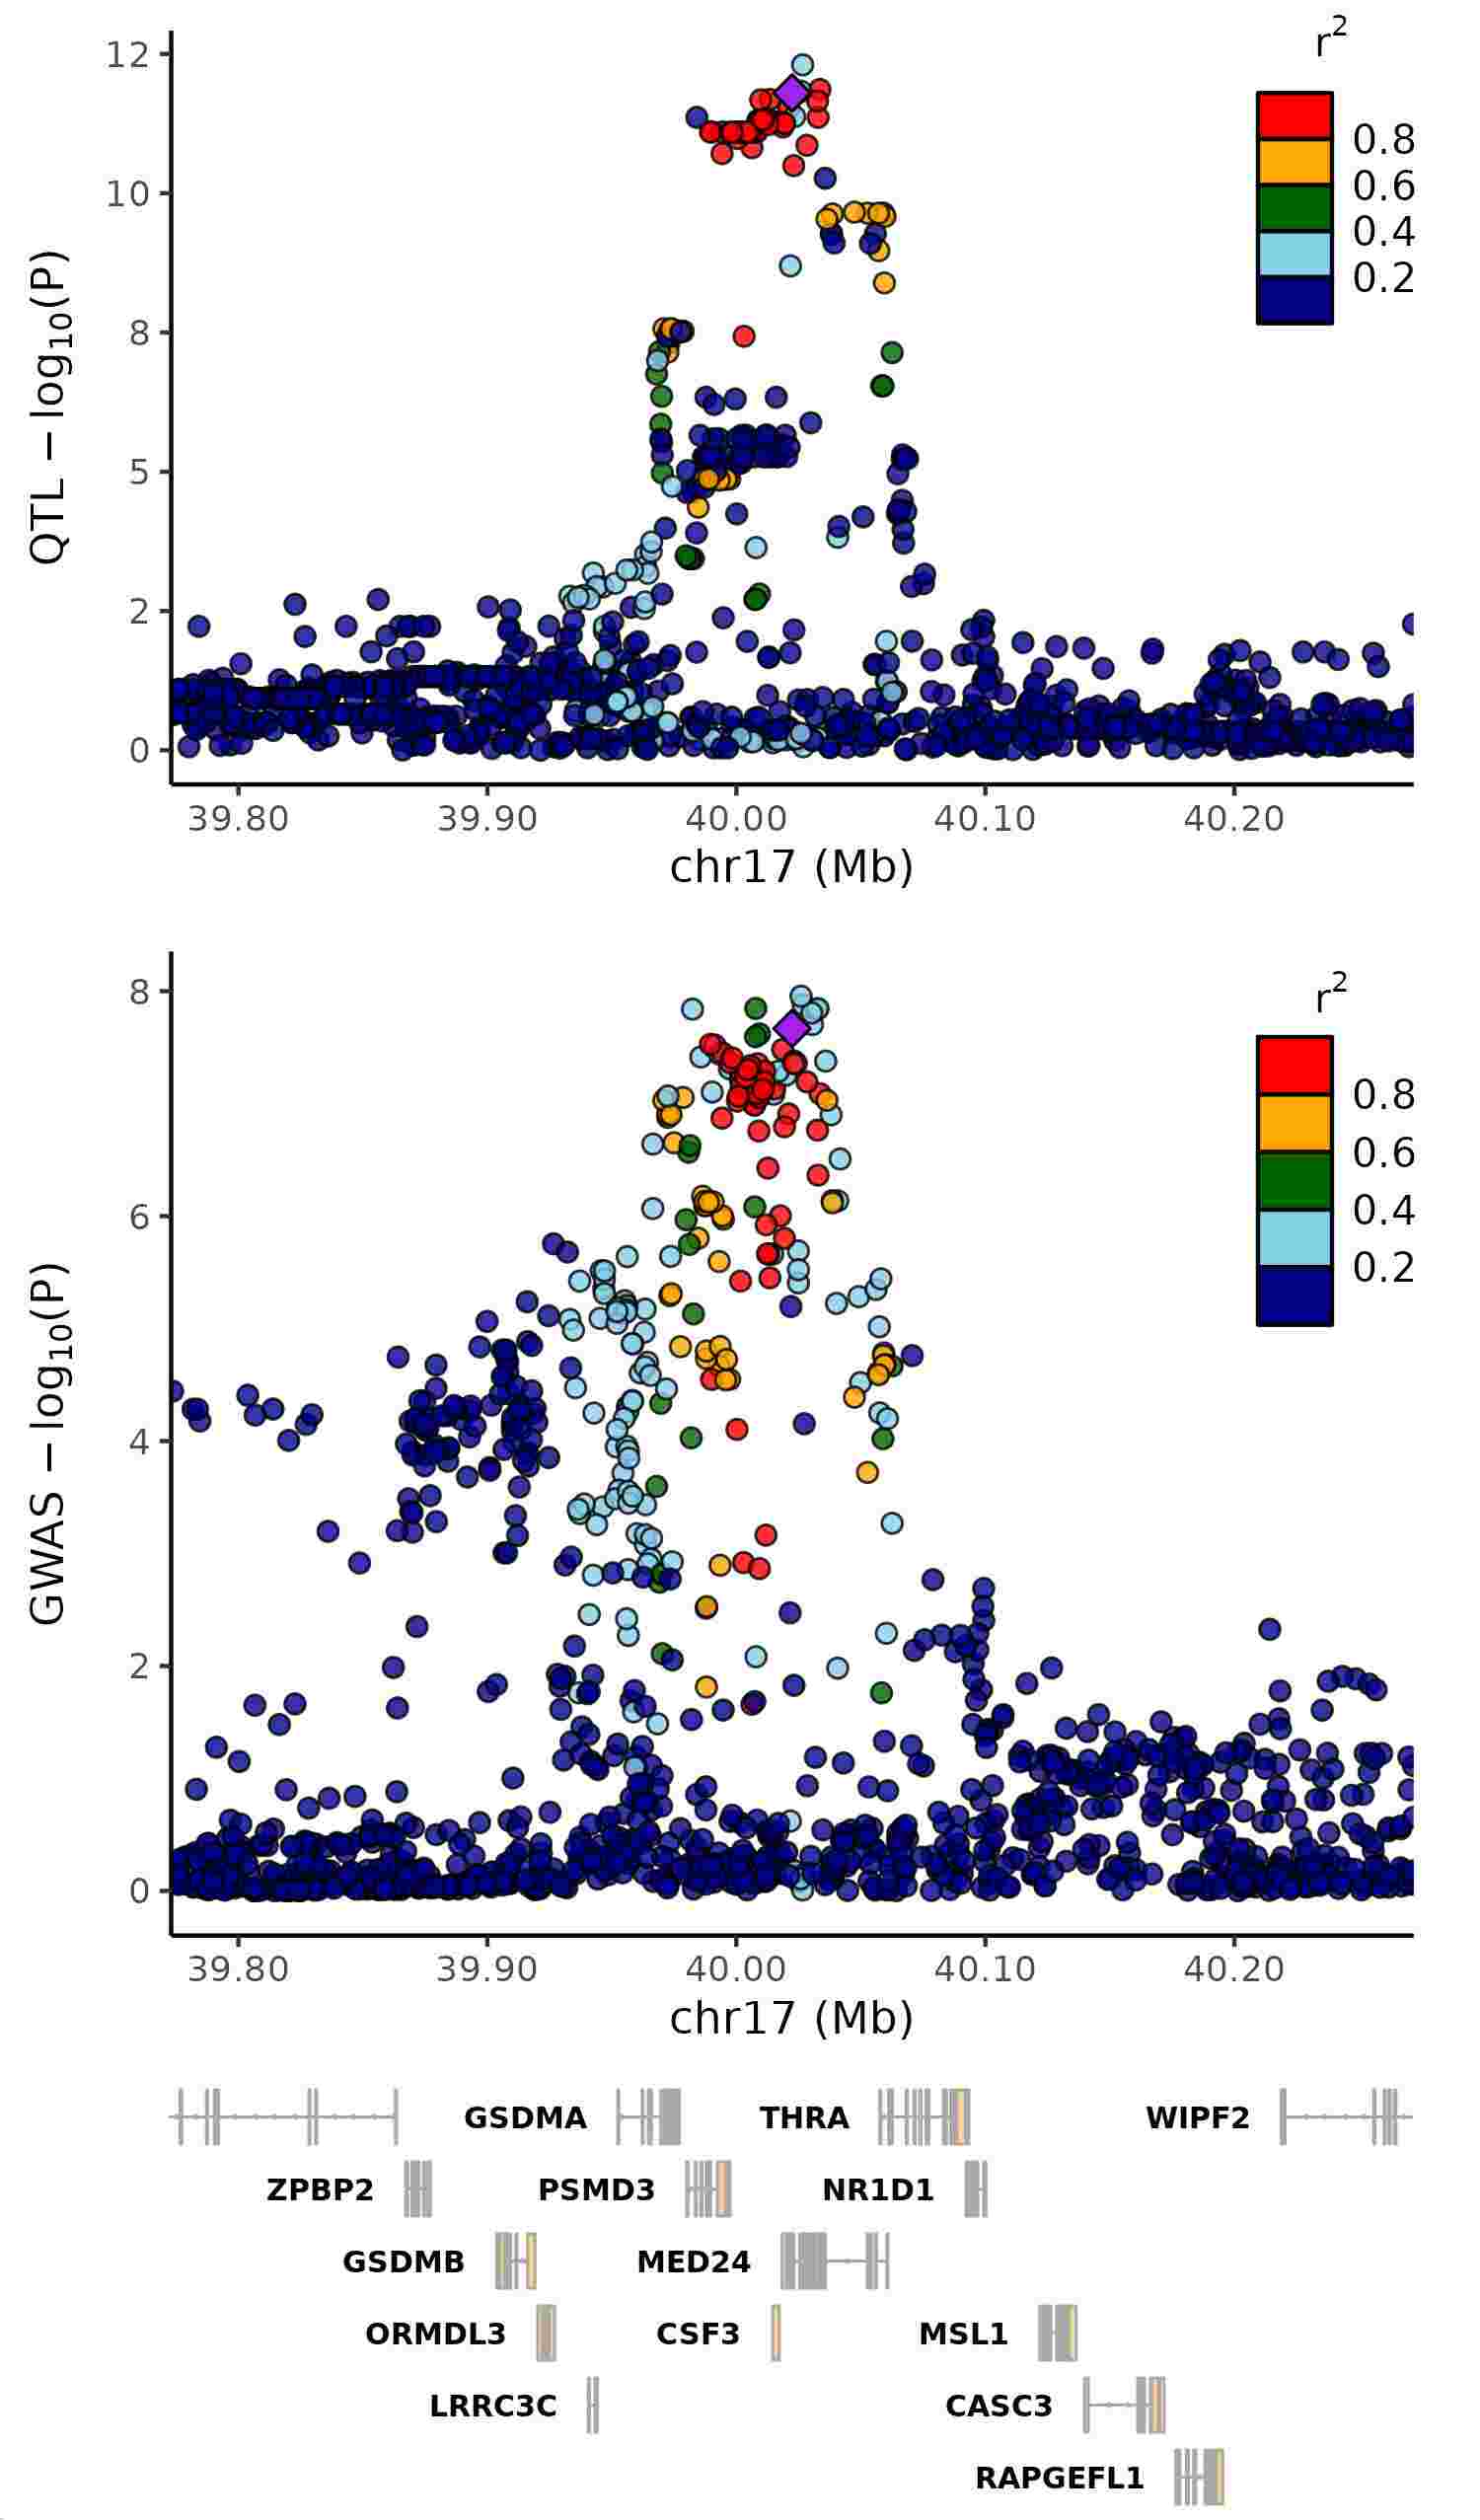 r²
12
10
8
5
2
0
QTL −log₁₀(P)
0.8
0.6
0.4
0.2
39.80 39.90 40.00 40.10 40.20
chr17 (Mb)
r²
8
6
4
2
0
GWAS −log₁₀(P)
0.8
0.6
0.4
0.2
39.80 39.90 40.00 40.10 40.20
chr17 (Mb)
GSDMA THRA WIPF2
ZPBP2 PSMD3 NR1D1
GSDMB MED24
ORMDL3 CSF3 MSL1
LRRC3C CASC3
RAPGEFL1